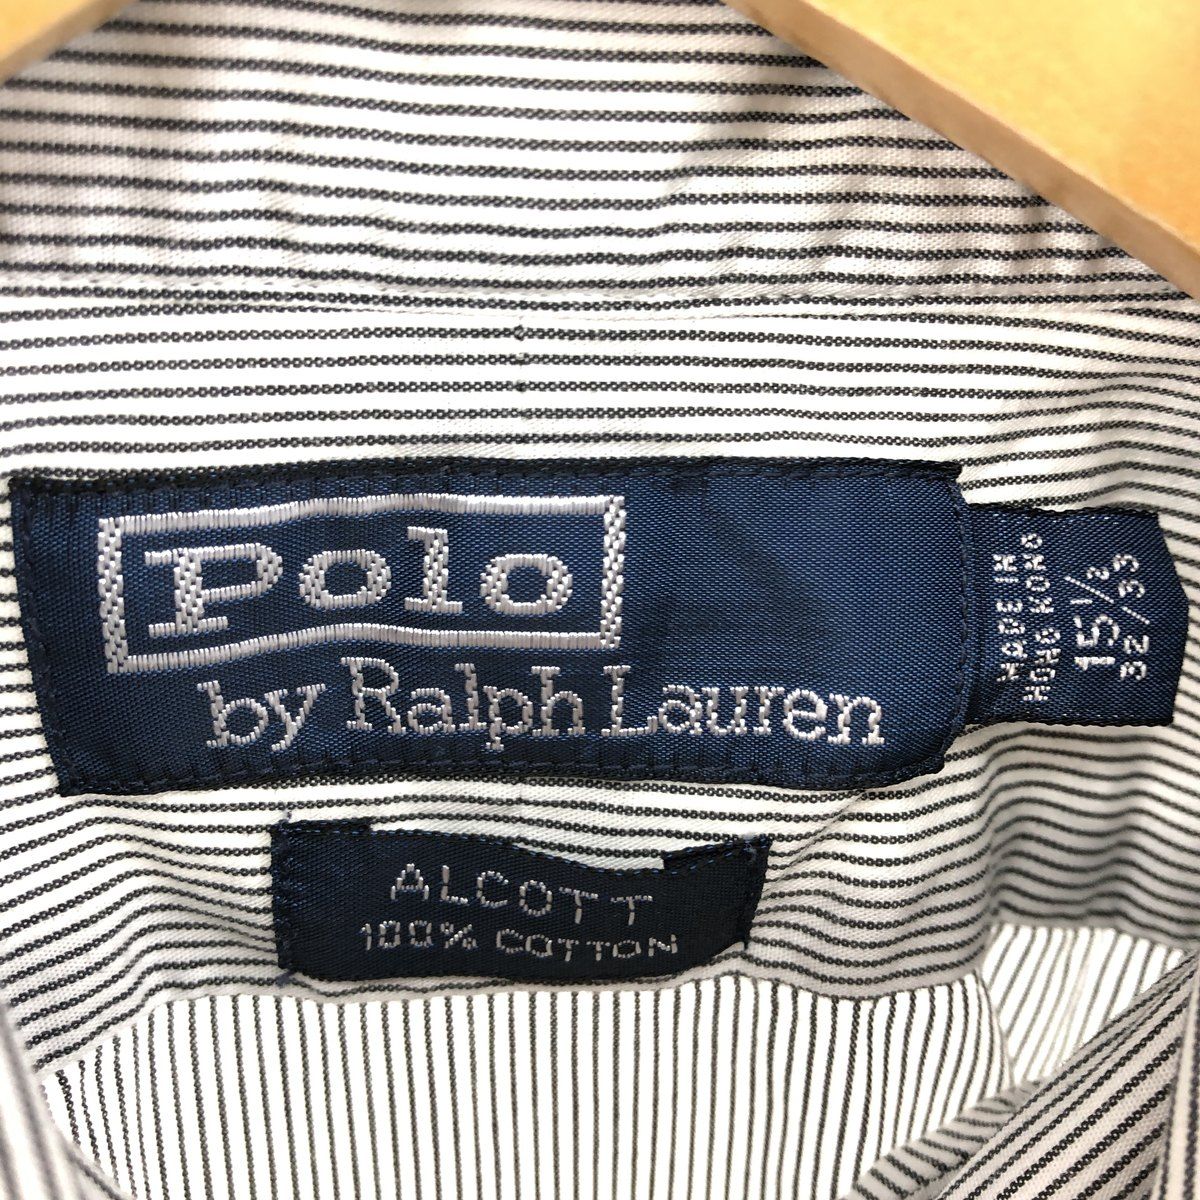 Polo
by Ralph Lauren
MADE IN
HONG KONG
15 1/2
32/33
ALCOTT
100% COTTON